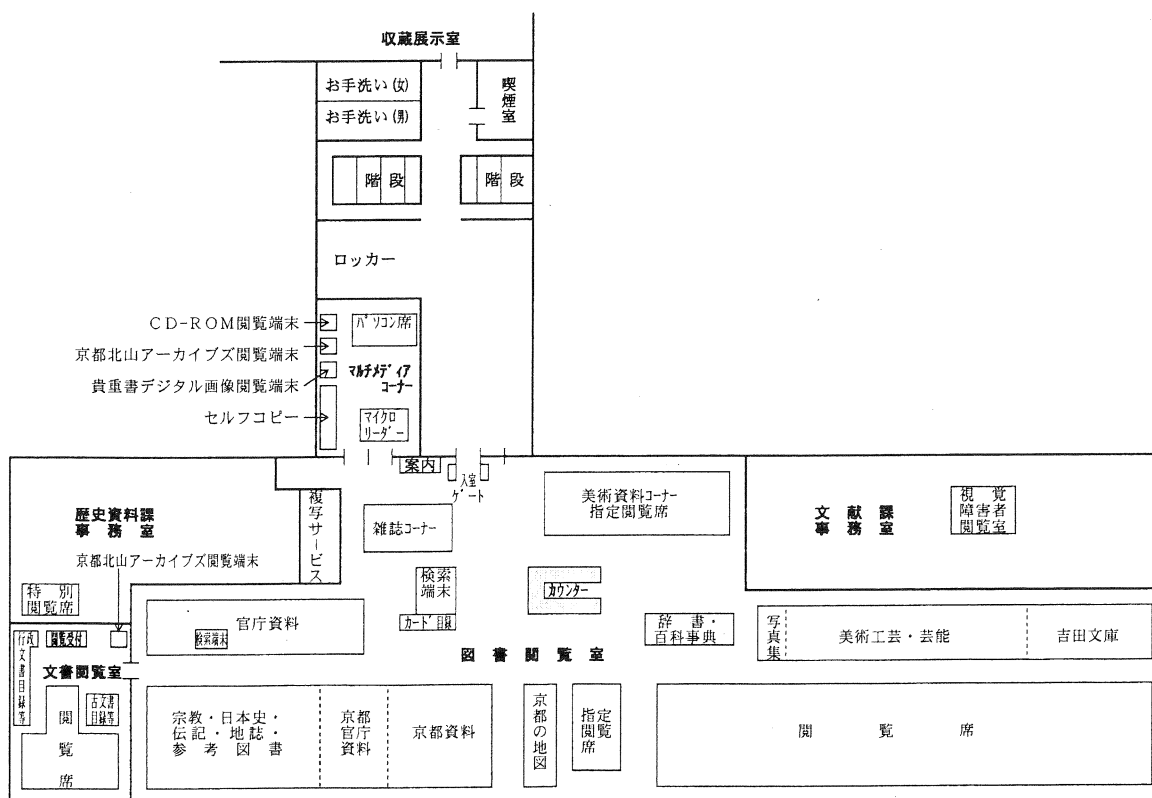 収蔵展示室
お手洗い(女)
お手洗い(男)
喫煙室
階段
階段
ロッカー
CD-ROM閲覧端末
京都北山アーカイブズ閲覧端末
貴重書デジタル画像閲覧端末
セルフコピー
パソコン席
マルチメディア
コーナー
マイクロ
リーダー
案内
入室
ゲート
歴史資料課
事務室
京都北山アーカイブズ閲覧端末
特別
閲覧席
複写サービス
雑誌コーナー
美術資料コーナー
指定閲覧席
文献課
事務室
視覚
障害者
閲覧室
検索
端末
カード目録
カウンター
官庁資料
検索端末
辞書・
百科事典
写真集
美術工芸・芸能
吉田文庫
図書閲覧室
行政文書目録等
閲覧受付
文書閲覧室
古文書
目録等
閲覧席
宗教・日本史・
伝記・地誌・
参考図書
京都
官庁
資料
京都資料
京都の地図
指定
閲覧
席
閲覧席